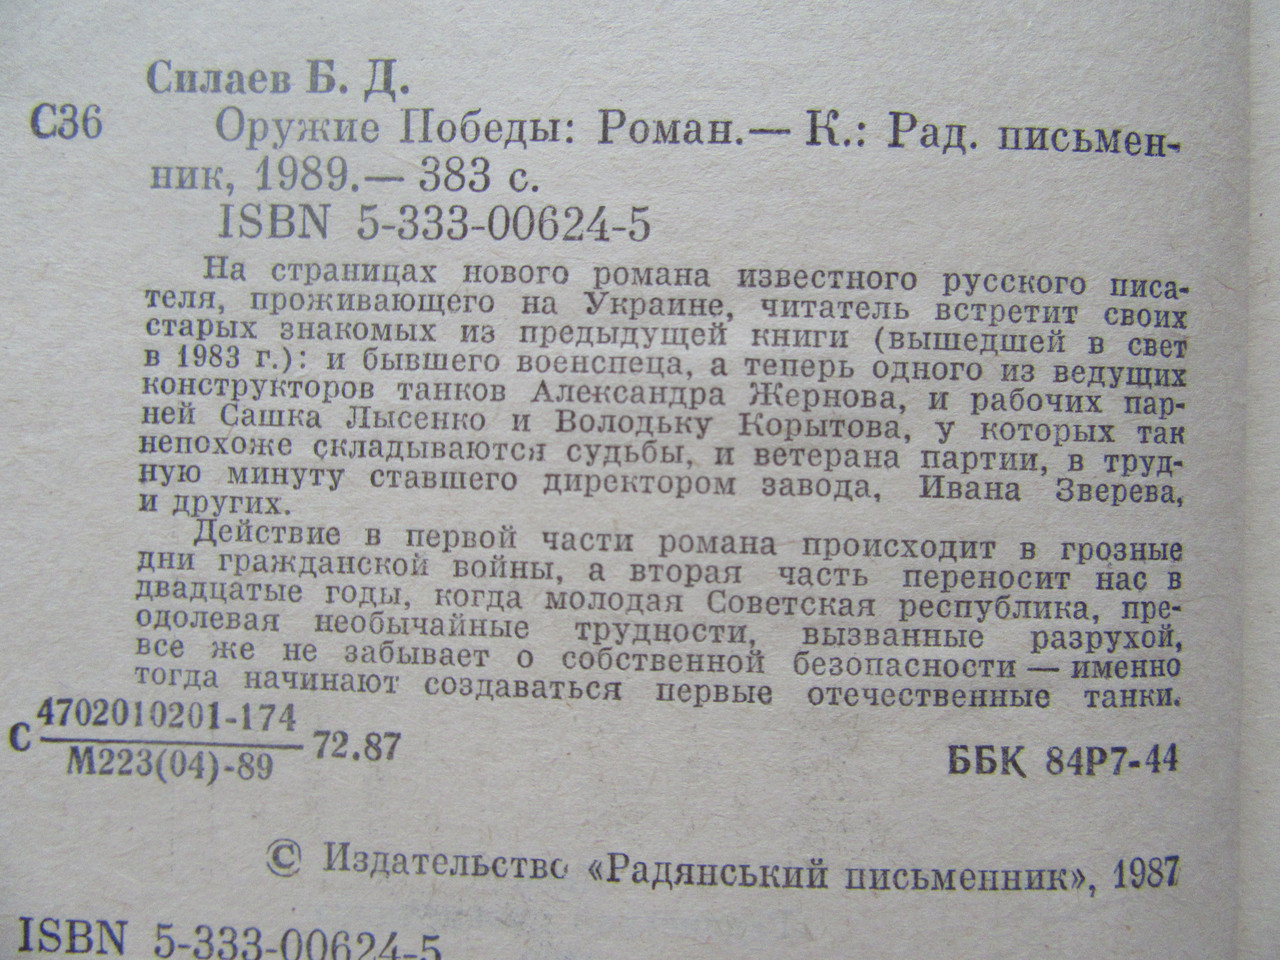 Силаев Б. Д.
С36
Оружие Победы: Роман.— К.: Рад. письмен-
ник, 1989.— 383 с.
ISBN 5-333-00624-5
На страницах нового романа известного русского писа-
теля, проживающего на Украине, читатель встретит своих
старых знакомых из предыдущей книги (вышедшей в свет
в 1983 г.): и бывшего военспеца, а теперь одного из ведущих
конструкторов танков Александра Жернова, и рабочих пар-
ней Сашка Лысенко и Володьку Корытова, у которых так
непохоже складываются судьбы, и ветерана партии, в труд-
ную минуту ставшего директором завода, Ивана Зверева,
и других.
Действие в первой части романа происходит в грозные
дни гражданской войны, а вторая часть переносит нас в
двадцатые годы, когда молодая Советская республика, пре-
одолевая необычайные трудности, вызванные разрухой,
все же не забывает о собственной безопасности — именно
тогда начинают создаваться первые отечественные танки.
С 4702010201-174
М223(04)-89 72.87
ББК 84Р7-44
© Издательство «Радянський письменник», 1987
ISBN 5-333-00624-5